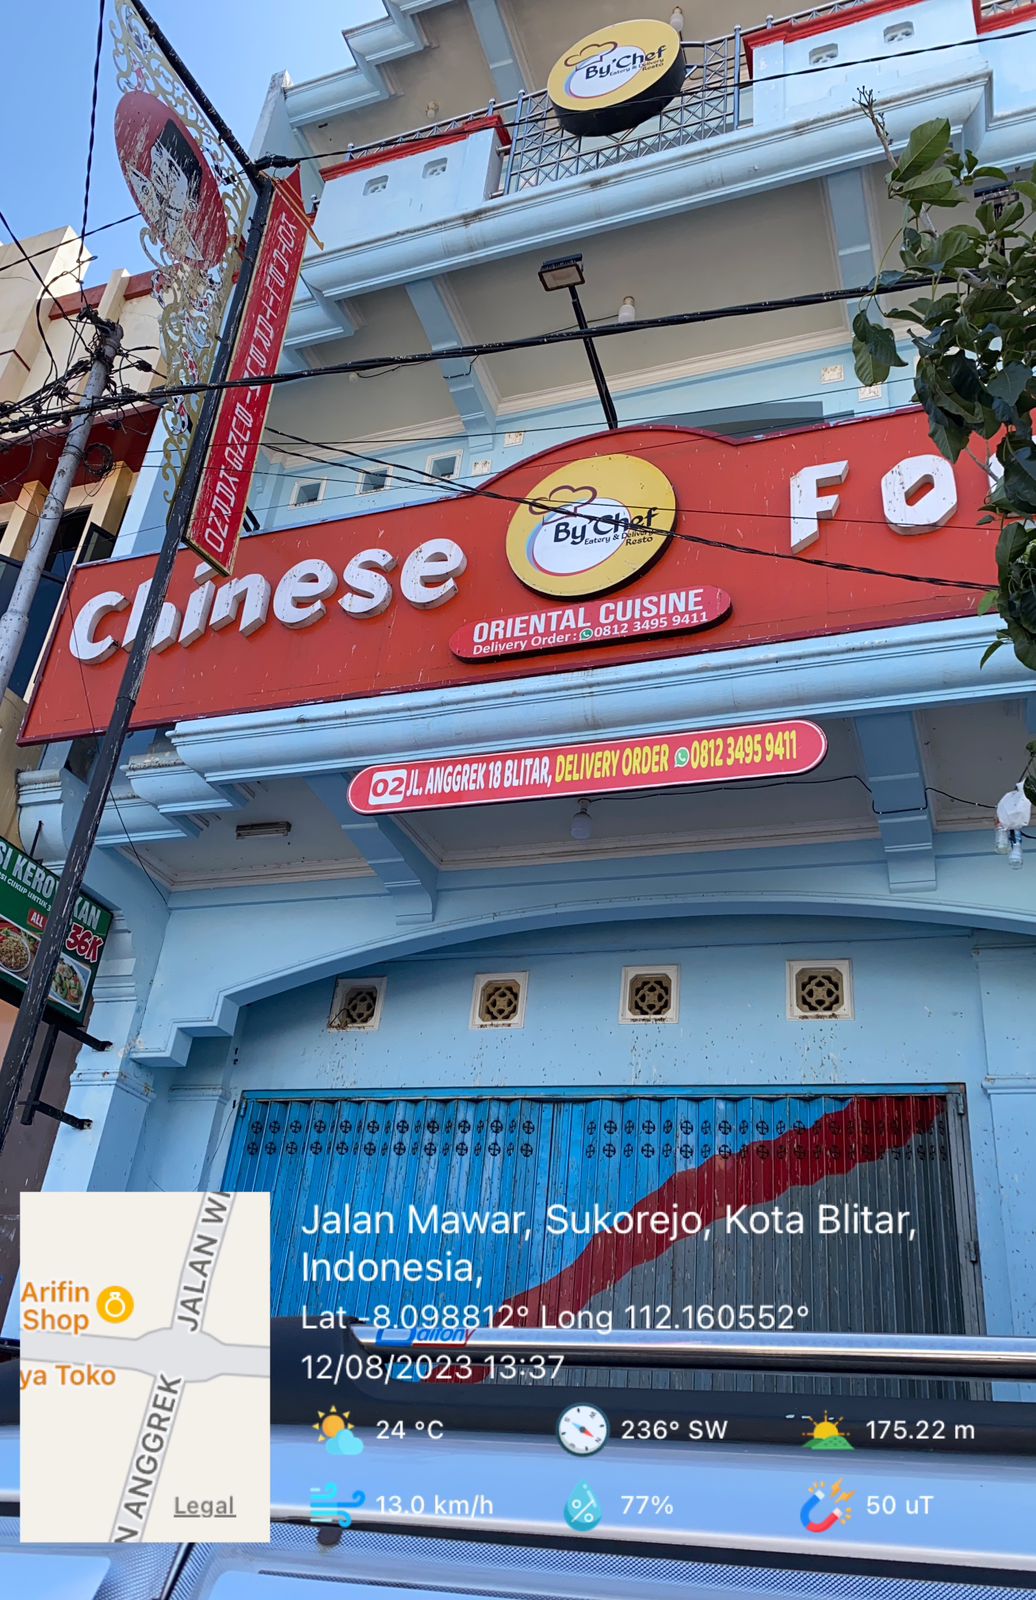 By Chef
Eatery & Delivery
Resto
Chinese
By Chef
Eatery & Delivery
Resto
ORIENTAL CUISINE
Delivery Order: 0812 3495 9411
02 JL. ANGGREK 18 BLITAR, DELIVERY ORDER 0812 3495 9411
ALL
36K
Jalan Mawar, Sukorejo, Kota Blitar,
Indonesia,
Lat -8.098812° Long 112.160552°
12/08/2023 13:37
24 °C
236° SW
175.22 m
13.0 km/h
77%
50 uT
JALAN WI
Arifin
Shop
ya Toko
N ANGGREK
Legal